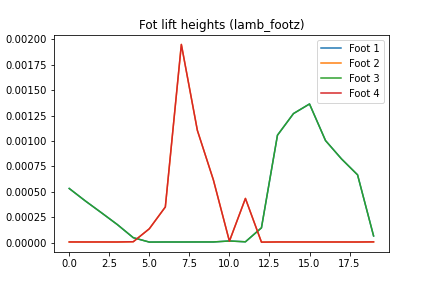 Fot lift heights (lamb_footz)
0.00200
0.00175
0.00150
0.00125
0.00100
0.00075
0.00050
0.00025
0.00000
Foot 1
Foot 2
Foot 3
Foot 4
0.0 2.5 5.0 7.5 10.0 12.5 15.0 17.5